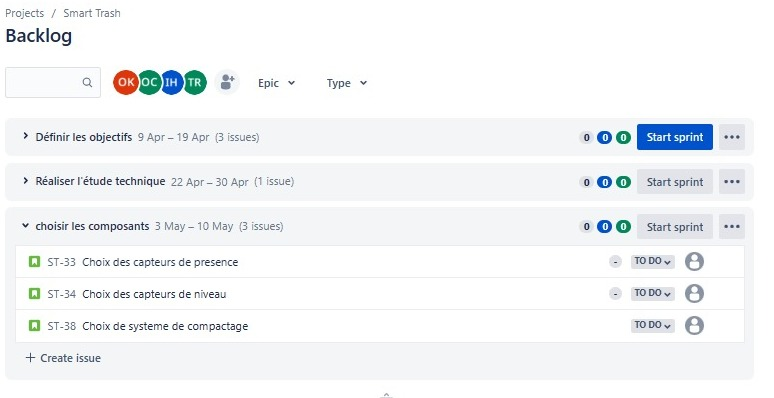 Projects / Smart Trash
Backlog
OK OC IH TR Epic Type
Définir les objectifs 9 Apr – 19 Apr (3 issues) 0 0 0 Start sprint
Réaliser l'étude technique 22 Apr – 30 Apr (1 issue) 0 0 0 Start sprint
choisir les composants 3 May – 10 May (3 issues) 0 0 0 Start sprint
ST-33 Choix des capteurs de presence - TO DO
ST-34 Choix des capteurs de niveau - TO DO
ST-38 Choix de systeme de compactage TO DO
+ Create issue